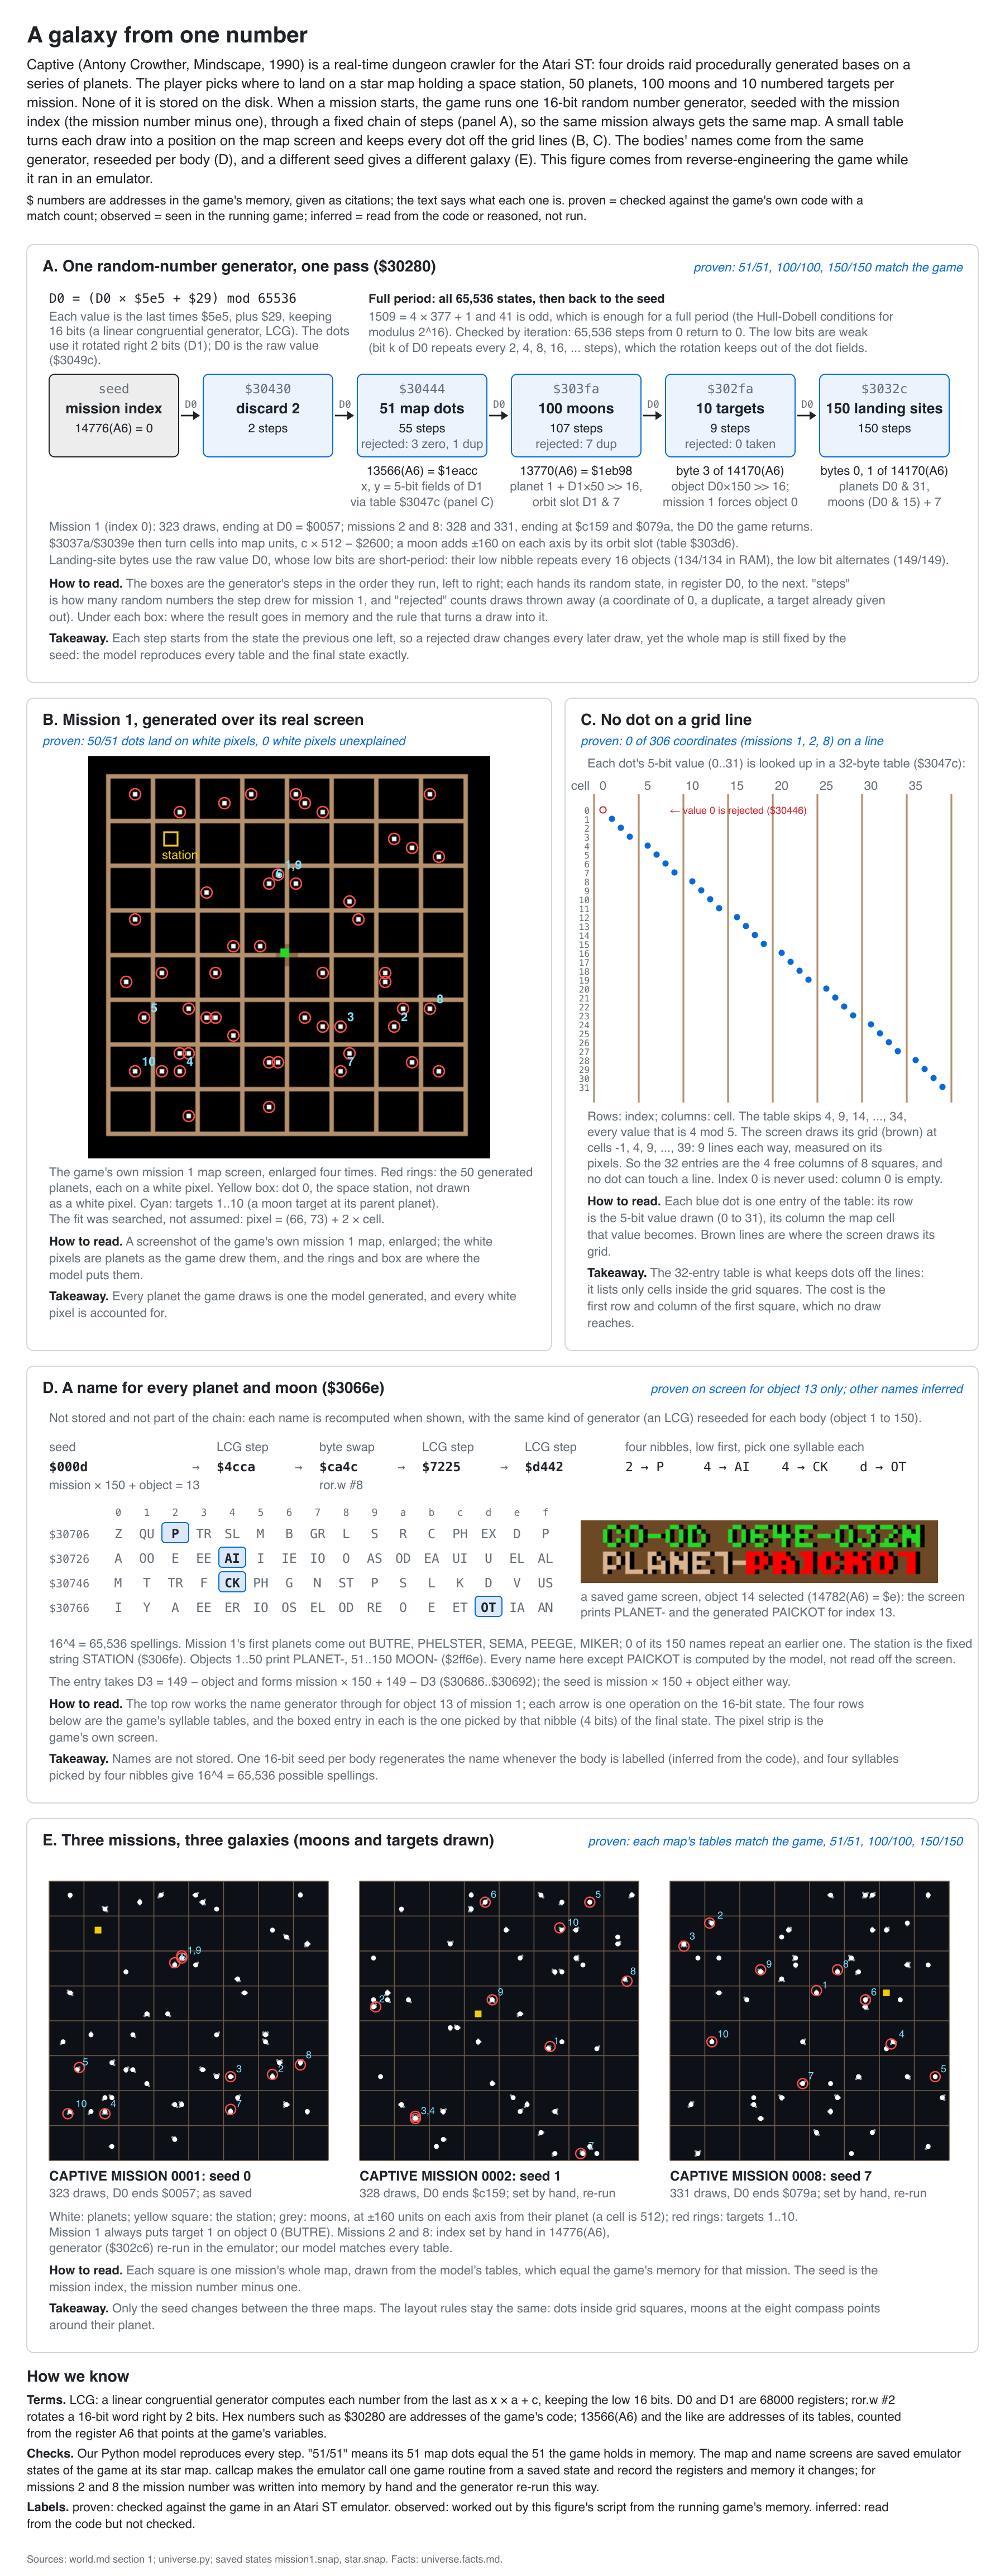 A galaxy from one number
Captive (Antony Crowther, Mindscape, 1990) is a real-time dungeon crawler for the Atari ST: four droids raid procedurally generated bases on a
series of planets. The player picks where to land on a star map holding a space station, 50 planets, 100 moons and 10 numbered targets per
mission. None of it is stored on the disk. When a mission starts, the game runs one 16-bit random number generator, seeded with the mission
index (the mission number minus one), through a fixed chain of steps (panel A), so the same mission always gets the same map. A small table
turns each draw into a position on the map screen and keeps every dot off the grid lines (B, C). The bodies' names come from the same
generator, reseeded per body (D), and a different seed gives a different galaxy (E). This figure comes from reverse-engineering the game while
it ran in an emulator.
$ numbers are addresses in the game's memory, given as citations; the text says what each one is. proven = checked against the game's own code with a
match count; observed = seen in the running game; inferred = read from the code or reasoned, not run.
A. One random-number generator, one pass ($30280)
proven: 51/51, 100/100, 150/150 match the game
D0 = (D0 × $5e5 + $29) mod 65536
Each value is the last times $5e5, plus $29, keeping
16 bits (a linear congruential generator, LCG). The dots
use it rotated right 2 bits (D1); D0 is the raw value
($3049c).
Full period: all 65,536 states, then back to the seed
1509 = 4 × 377 + 1 and 41 is odd, which is enough for a full period (the Hull-Dobell conditions for
modulus 2^16). Checked by iteration: 65,536 steps from 0 return to 0. The low bits are weak
(bit k of D0 repeats every 2, 4, 8, 16, ... steps), which the rotation keeps out of the dot fields.
seed
mission index
14776(A6) = 0
D0
$30430
discard 2
2 steps
D0
$30444
51 map dots
55 steps
rejected: 3 zero, 1 dup
D0
$303fa
100 moons
107 steps
rejected: 7 dup
D0
$302fa
10 targets
9 steps
rejected: 0 taken
D0
$3032c
150 landing sites
150 steps
13566(A6) = $1eacc
x, y = 5-bit fields of D1
via table $3047c (panel C)
13770(A6) = $1eb98
planet 1 + D1×50 >> 16,
orbit slot D1 & 7
byte 3 of 14170(A6)
object D0×150 >> 16;
mission 1 forces object 0
bytes 0, 1 of 14170(A6)
planets D0 & 31,
moons (D0 & 15) + 7
Mission 1 (index 0): 323 draws, ending at D0 = $0057; missions 2 and 8: 328 and 331, ending at $c159 and $079a, the D0 the game returns.
$3037a/$3039e then turn cells into map units, c × 512 − $2600; a moon adds ±160 on each axis by its orbit slot (table $303d6).
Landing-site bytes use the raw value D0, whose low bits are short-period: their low nibble repeats every 16 objects (134/134 in RAM), the low bit alternates (149/149).
How to read. The boxes are the generator's steps in the order they run, left to right; each hands its random state, in register D0, to the next. "steps"
is how many random numbers the step drew for mission 1, and "rejected" counts draws thrown away (a coordinate of 0, a duplicate, a target already given
out). Under each box: where the result goes in memory and the rule that turns a draw into it.
Takeaway. Each step starts from the state the previous one left, so a rejected draw changes every later draw, yet the whole map is still fixed by the
seed: the model reproduces every table and the final state exactly.
B. Mission 1, generated over its real screen
proven: 50/51 dots land on white pixels, 0 white pixels unexplained
station
1,9
6
5
8
3
2
10
4
7
The game's own mission 1 map screen, enlarged four times. Red rings: the 50 generated
planets, each on a white pixel. Yellow box: dot 0, the space station, not drawn
as a white pixel. Cyan: targets 1..10 (a moon target at its parent planet).
The fit was searched, not assumed: pixel = (66, 73) + 2 × cell.
How to read. A screenshot of the game's own mission 1 map, enlarged; the white
pixels are planets as the game drew them, and the rings and box are where the
model puts them.
Takeaway. Every planet the game draws is one the model generated, and every white
pixel is accounted for.
C. No dot on a grid line
proven: 0 of 306 coordinates (missions 1, 2, 8) on a line
Each dot's 5-bit value (0..31) is looked up in a 32-byte table ($3047c):
cell 0 5 10 15 20 25 30 35
0 ← value 0 is rejected ($30446)
1
2
3
4
5
6
7
8
9
10
11
12
13
14
15
16
17
18
19
20
21
22
23
24
25
26
27
28
29
30
31
Rows: index; columns: cell. The table skips 4, 9, 14, ..., 34,
every value that is 4 mod 5. The screen draws its grid (brown) at
cells -1, 4, 9, ..., 39: 9 lines each way, measured on its
pixels. So the 32 entries are the 4 free columns of 8 squares, and
no dot can touch a line. Index 0 is never used: column 0 is empty.
How to read. Each blue dot is one entry of the table: its row
is the 5-bit value drawn (0 to 31), its column the map cell
that value becomes. Brown lines are where the screen draws its
grid.
Takeaway. The 32-entry table is what keeps dots off the lines:
it lists only cells inside the grid squares. The cost is the
first row and column of the first square, which no draw
reaches.
D. A name for every planet and moon ($3066e)
proven on screen for object 13 only; other names inferred
Not stored and not part of the chain: each name is recomputed when shown, with the same kind of generator (an LCG) reseeded for each body (object 1 to 150).
seed LCG step byte swap LCG step LCG step four nibbles, low first, pick one syllable each
$000d → $4cca → $ca4c → $7225 → $d442 2 → P 4 → AI 4 → CK d → OT
mission × 150 + object = 13 ror.w #8
0 1 2 3 4 5 6 7 8 9 a b c d e f
$30706 Z QU P TR SL M B GR L S R C PH EX D P
$30726 A OO E EE AI I IE IO O AS OD EA UI U EL AL
$30746 M T TR F CK PH G N ST P S L K D V US
$30766 I Y A EE ER IO OS EL OD RE O E ET OT IA AN
CO-OD 064E-032N
PLANET-PAICKOT
a saved game screen, object 14 selected (14782(A6) = $e): the screen
prints PLANET- and the generated PAICKOT for index 13.
16^4 = 65,536 spellings. Mission 1's first planets come out BUTRE, PHELSTER, SEMA, PEEGE, MIKER; 0 of its 150 names repeat an earlier one. The station is the fixed
string STATION ($306fe). Objects 1..50 print PLANET-, 51..150 MOON- ($2ff6e). Every name here except PAICKOT is computed by the model, not read off the screen.
The entry takes D3 = 149 − object and forms mission × 150 + 149 − D3 ($30686..$30692); the seed is mission × 150 + object either way.
How to read. The top row works the name generator through for object 13 of mission 1; each arrow is one operation on the 16-bit state. The four rows
below are the game's syllable tables, and the boxed entry in each is the one picked by that nibble (4 bits) of the final state. The pixel strip is the
game's own screen.
Takeaway. Names are not stored. One 16-bit seed per body regenerates the name whenever the body is labelled (inferred from the code), and four syllables
picked by four nibbles give 16^4 = 65,536 possible spellings.
E. Three missions, three galaxies (moons and targets drawn)
proven: each map's tables match the game, 51/51, 100/100, 150/150
1,9
5
8
3
2
10
4
7
6
5
10
8
2
9
1
3,4
7
2
3
9
8
1
6
10
4
5
7
CAPTIVE MISSION 0001: seed 0
323 draws, D0 ends $0057; as saved
CAPTIVE MISSION 0002: seed 1
328 draws, D0 ends $c159; set by hand, re-run
CAPTIVE MISSION 0008: seed 7
331 draws, D0 ends $079a; set by hand, re-run
White: planets; yellow square: the station; grey: moons, at ±160 units on each axis from their planet (a cell is 512); red rings: targets 1..10.
Mission 1 always puts target 1 on object 0 (BUTRE). Missions 2 and 8: index set by hand in 14776(A6),
generator ($302c6) re-run in the emulator; our model matches every table.
How to read. Each square is one mission's whole map, drawn from the model's tables, which equal the game's memory for that mission. The seed is the
mission index, the mission number minus one.
Takeaway. Only the seed changes between the three maps. The layout rules stay the same: dots inside grid squares, moons at the eight compass points
around their planet.
How we know
Terms. LCG: a linear congruential generator computes each number from the last as x × a + c, keeping the low 16 bits. D0 and D1 are 68000 registers; ror.w #2
rotates a 16-bit word right by 2 bits. Hex numbers such as $30280 are addresses of the game's code; 13566(A6) and the like are addresses of its tables, counted
from the register A6 that points at the game's variables.
Checks. Our Python model reproduces every step. "51/51" means its 51 map dots equal the 51 the game holds in memory. The map and name screens are saved emulator
states of the game at its star map. callcap makes the emulator call one game routine from a saved state and record the registers and memory it changes; for
missions 2 and 8 the mission number was written into memory by hand and the generator re-run this way.
Labels. proven: checked against the game in an Atari ST emulator. observed: worked out by this figure's script from the running game's memory. inferred: read
from the code but not checked.
Sources: world.md section 1; universe.py; saved states mission1.snap, star.snap. Facts: universe.facts.md.